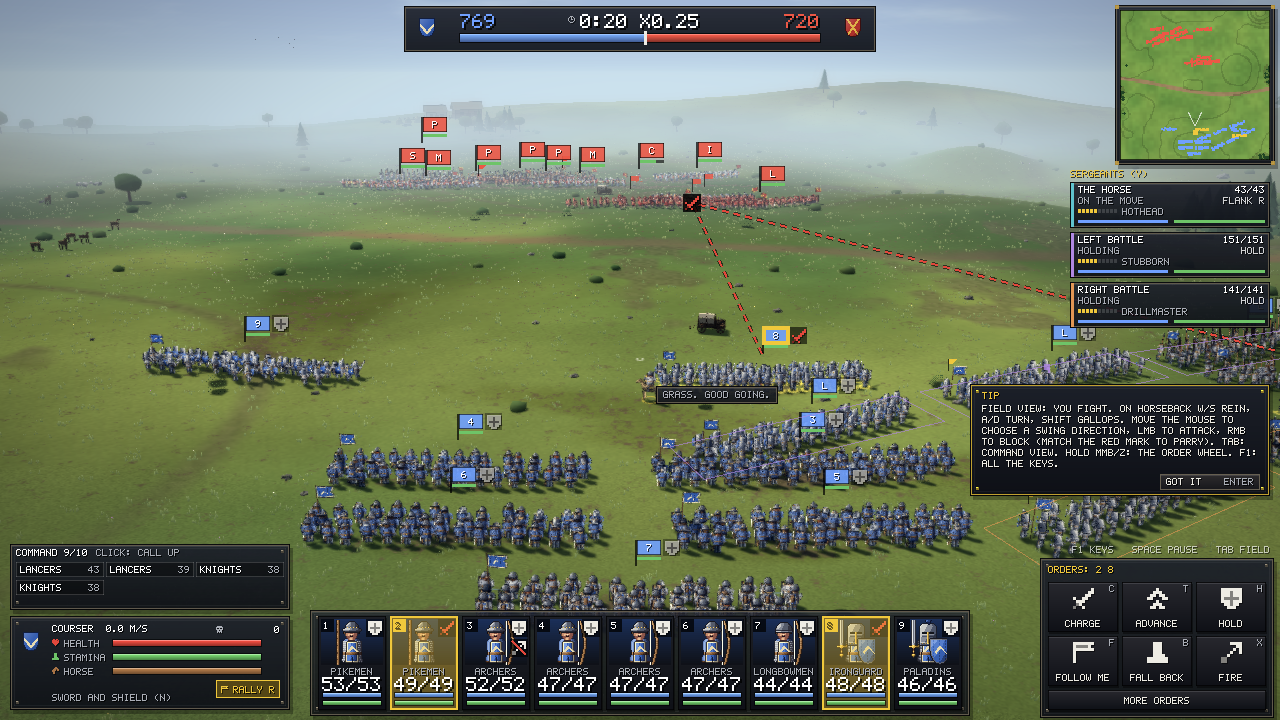 769 0:20 X0.25 720
P
S M P P P M C I L
SERGEANTS (V)
THE HORSE 43/43
ON THE MOVE FLANK R
HOTHEAD
LEFT BATTLE 151/151
HOLDING HOLD
STUBBORN
RIGHT BATTLE 141/141
HOLDING HOLD
DRILLMASTER
9
8
L
L
GRASS. GOOD GOING.
4
3
6
5
7
TIP
FIELD VIEW: YOU FIGHT. ON HORSEBACK W/S REIN,
A/D TURN, SHIFT GALLOPS. MOVE THE MOUSE TO
CHOOSE A SWING DIRECTION, LMB TO ATTACK, RMB
TO BLOCK (MATCH THE RED MARK TO PARRY). TAB:
COMMAND VIEW. HOLD MMB/Z: THE ORDER WHEEL. F1:
ALL THE KEYS.
GOT IT ENTER
F1 KEYS SPACE PAUSE TAB FIELD
COMMAND 9/10 CLICK: CALL UP
LANCERS 43 LANCERS 39 KNIGHTS 38
KNIGHTS 38
COURSER 0.0 M/S 0
HEALTH
STAMINA
HORSE
SWORD AND SHIELD (N) RALLY R
1 PIKEMEN 53/53
2 PIKEMEN 49/49
3 ARCHERS 52/52
4 ARCHERS 47/47
5 ARCHERS 47/47
6 ARCHERS 47/47
7 LONGBOWMEN 44/44
8 IRONGUARD 48/48
9 PALADINS 46/46
ORDERS: 2 8
C T H
CHARGE ADVANCE HOLD
F B X
FOLLOW ME FALL BACK FIRE
MORE ORDERS